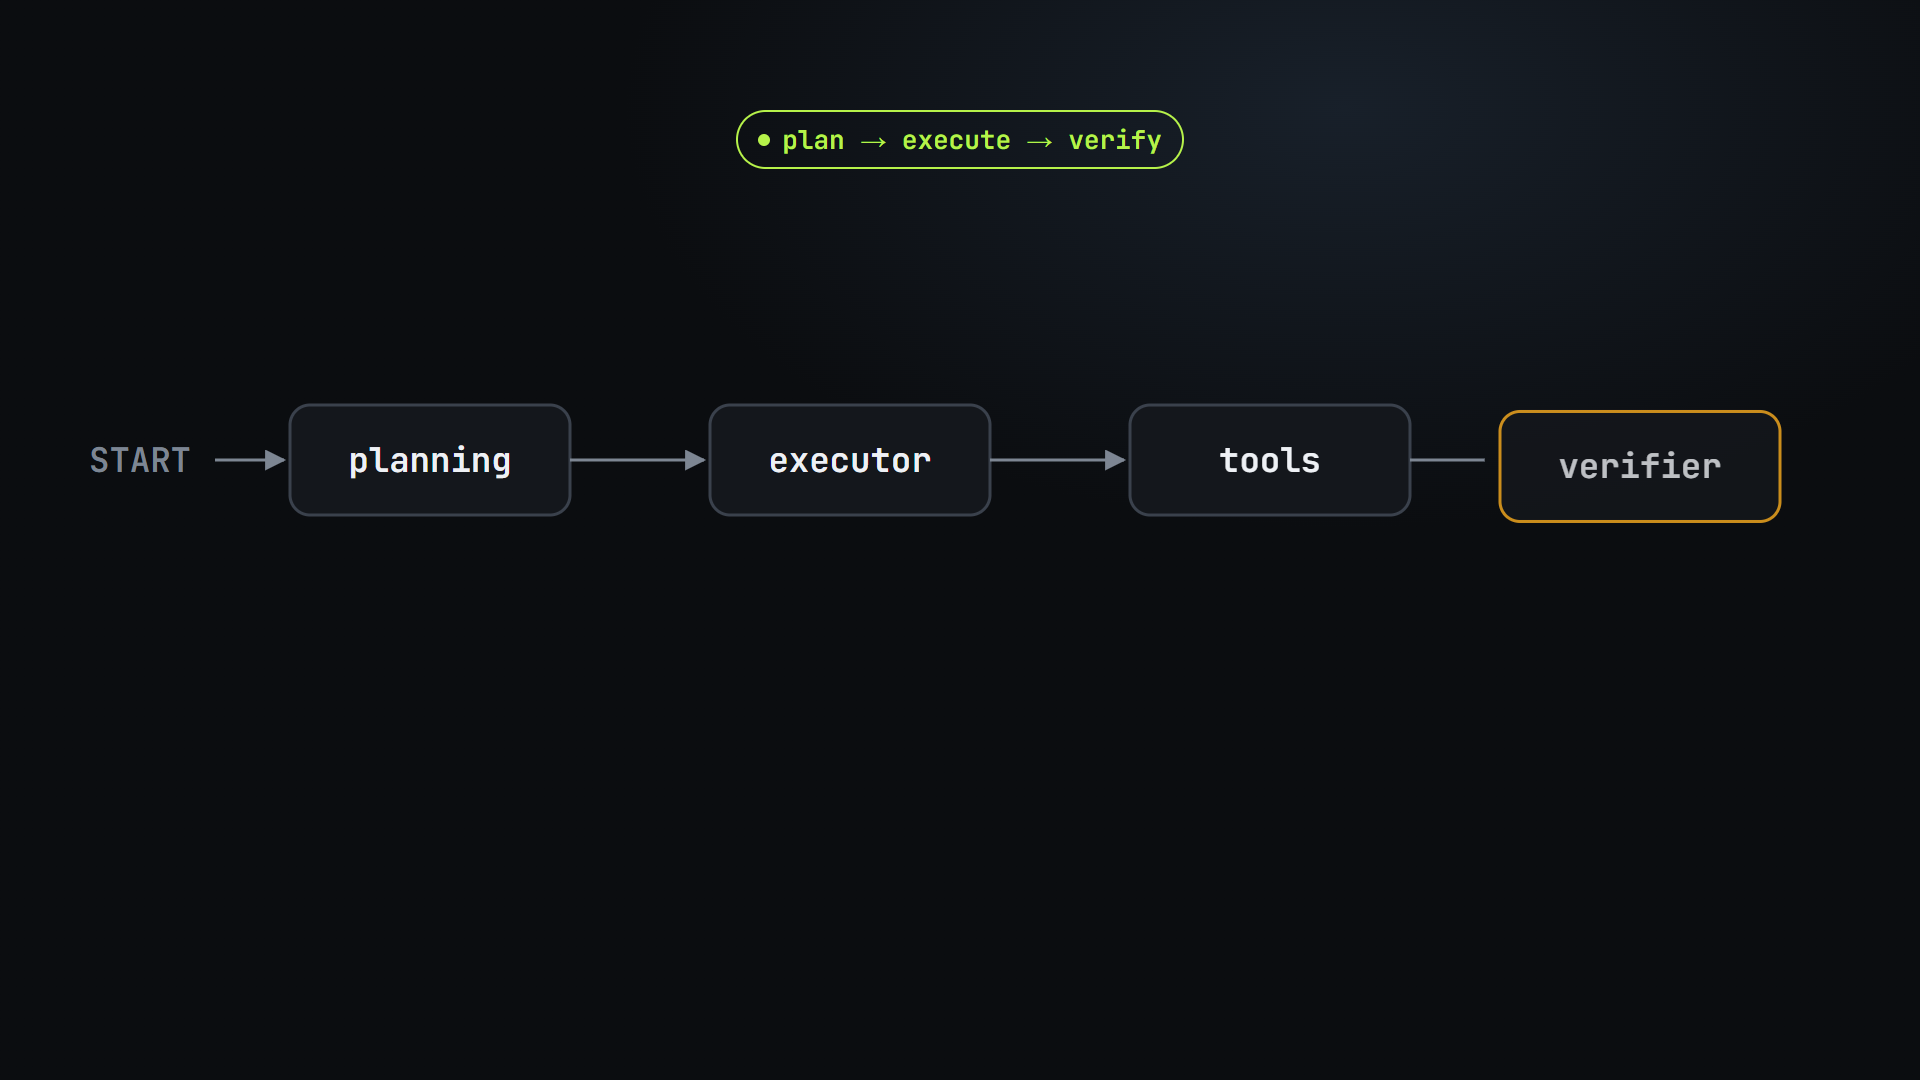 plan → execute → verify
START planning executor tools verifier